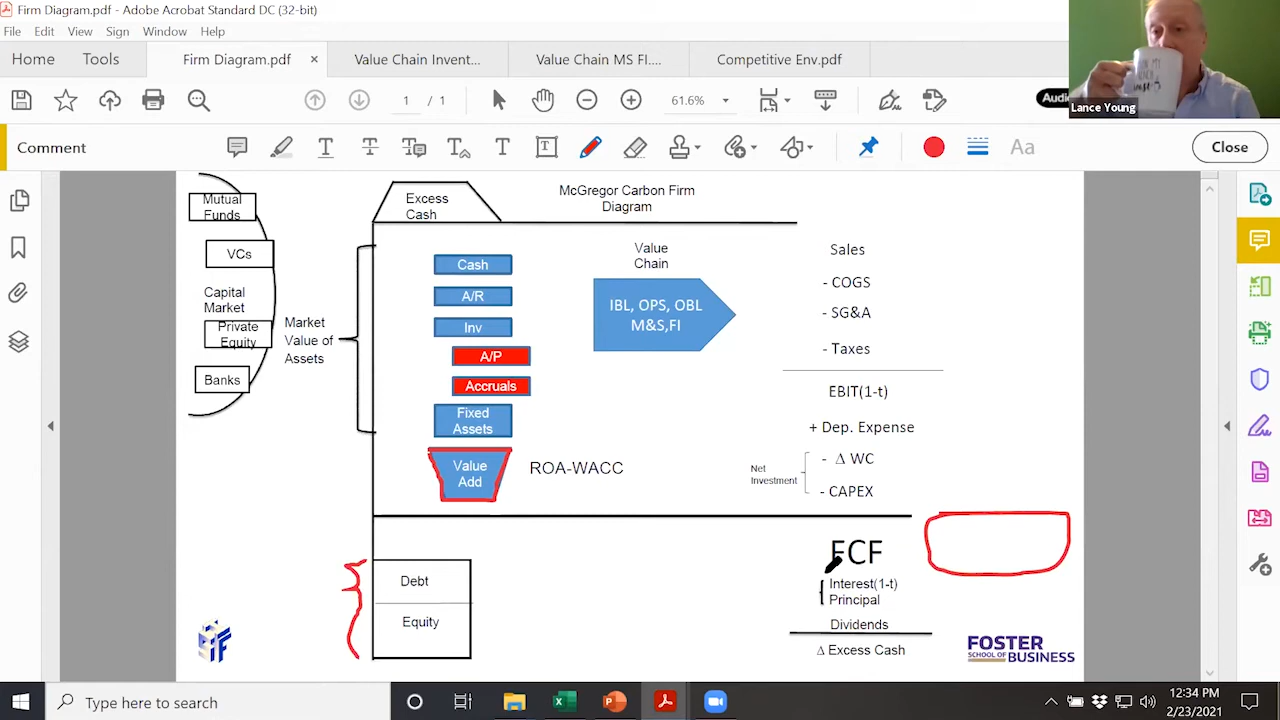 Firm Diagram.pdf - Adobe Acrobat Standard DC (32-bit)
File Edit View Sign Window Help
Home Tools Firm Diagram.pdf × Value Chain Invent... Value Chain MS FI.... Competitive Env.pdf
1 / 1 61.6%
Lance Young
Comment
Aa
Close
Mutual
Funds
VCs
Capital
Market
Private
Equity
Banks
Market
Value of
Assets
Excess
Cash
McGregor Carbon Firm
Diagram
Cash
A/R
Inv
A/P
Accruals
Fixed
Assets
Value
Add
ROA-WACC
Value
Chain
IBL, OPS, OBL
M&S,FI
Sales
- COGS
- SG&A
- Taxes
EBIT(1-t)
+ Dep. Expense
Net
Investment
- Δ WC
- CAPEX
FCF
Interest(1-t)
Principal
Dividends
Δ Excess Cash
Debt
Equity
FOSTER
SCHOOL OF BUSINESS
Type here to search
12:34 PM
2/23/2021